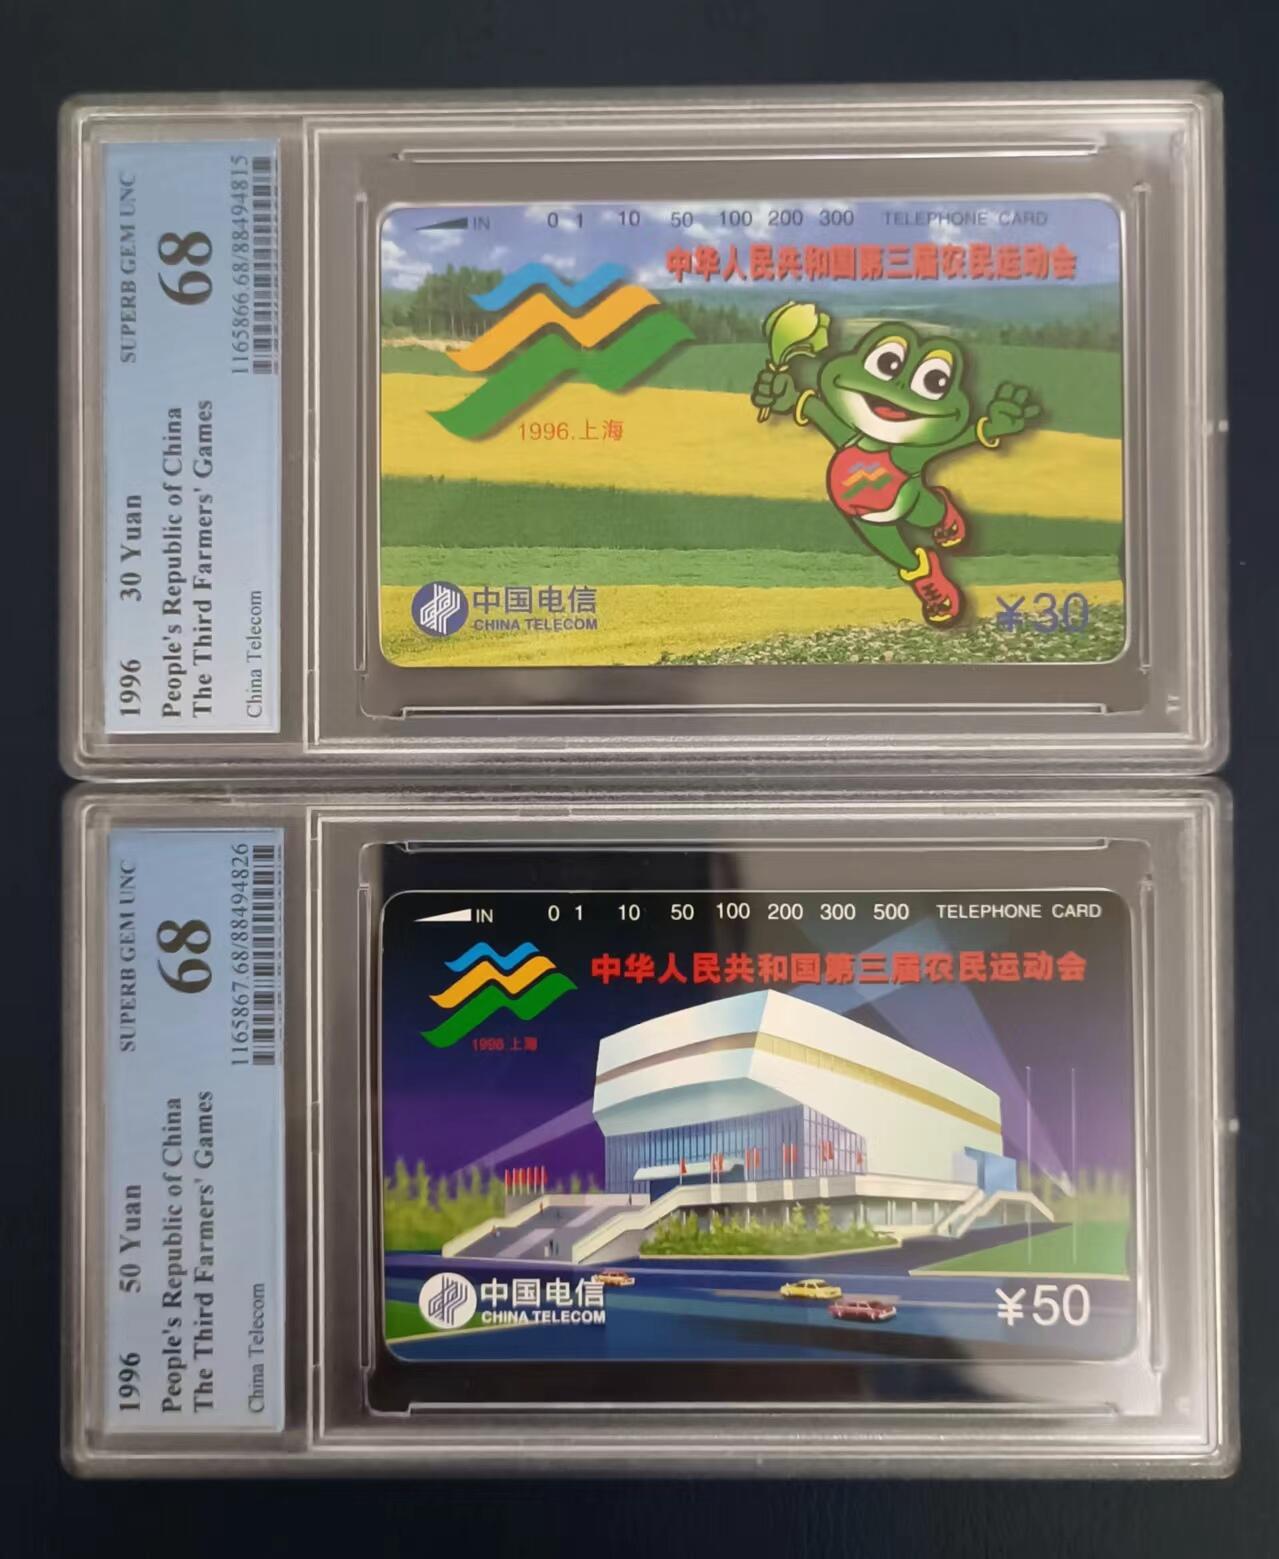 SUPERB GEM UNC
68
1165866.68/88494815
1996 30 Yuan
People's Republic of China
The Third Farmers' Games
China Telecom
IN 0 1 10 50 100 200 300 TELEPHONE CARD
中华人民共和国第三届农民运动会
1996.上海
中国电信
CHINA TELECOM
¥30
SUPERB GEM UNC
68
1165867.68/88494826
1996 50 Yuan
People's Republic of China
The Third Farmers' Games
China Telecom
IN 0 1 10 50 100 200 300 500 TELEPHONE CARD
中华人民共和国第三届农民运动会
1996.上海
中国电信
CHINA TELECOM
¥50